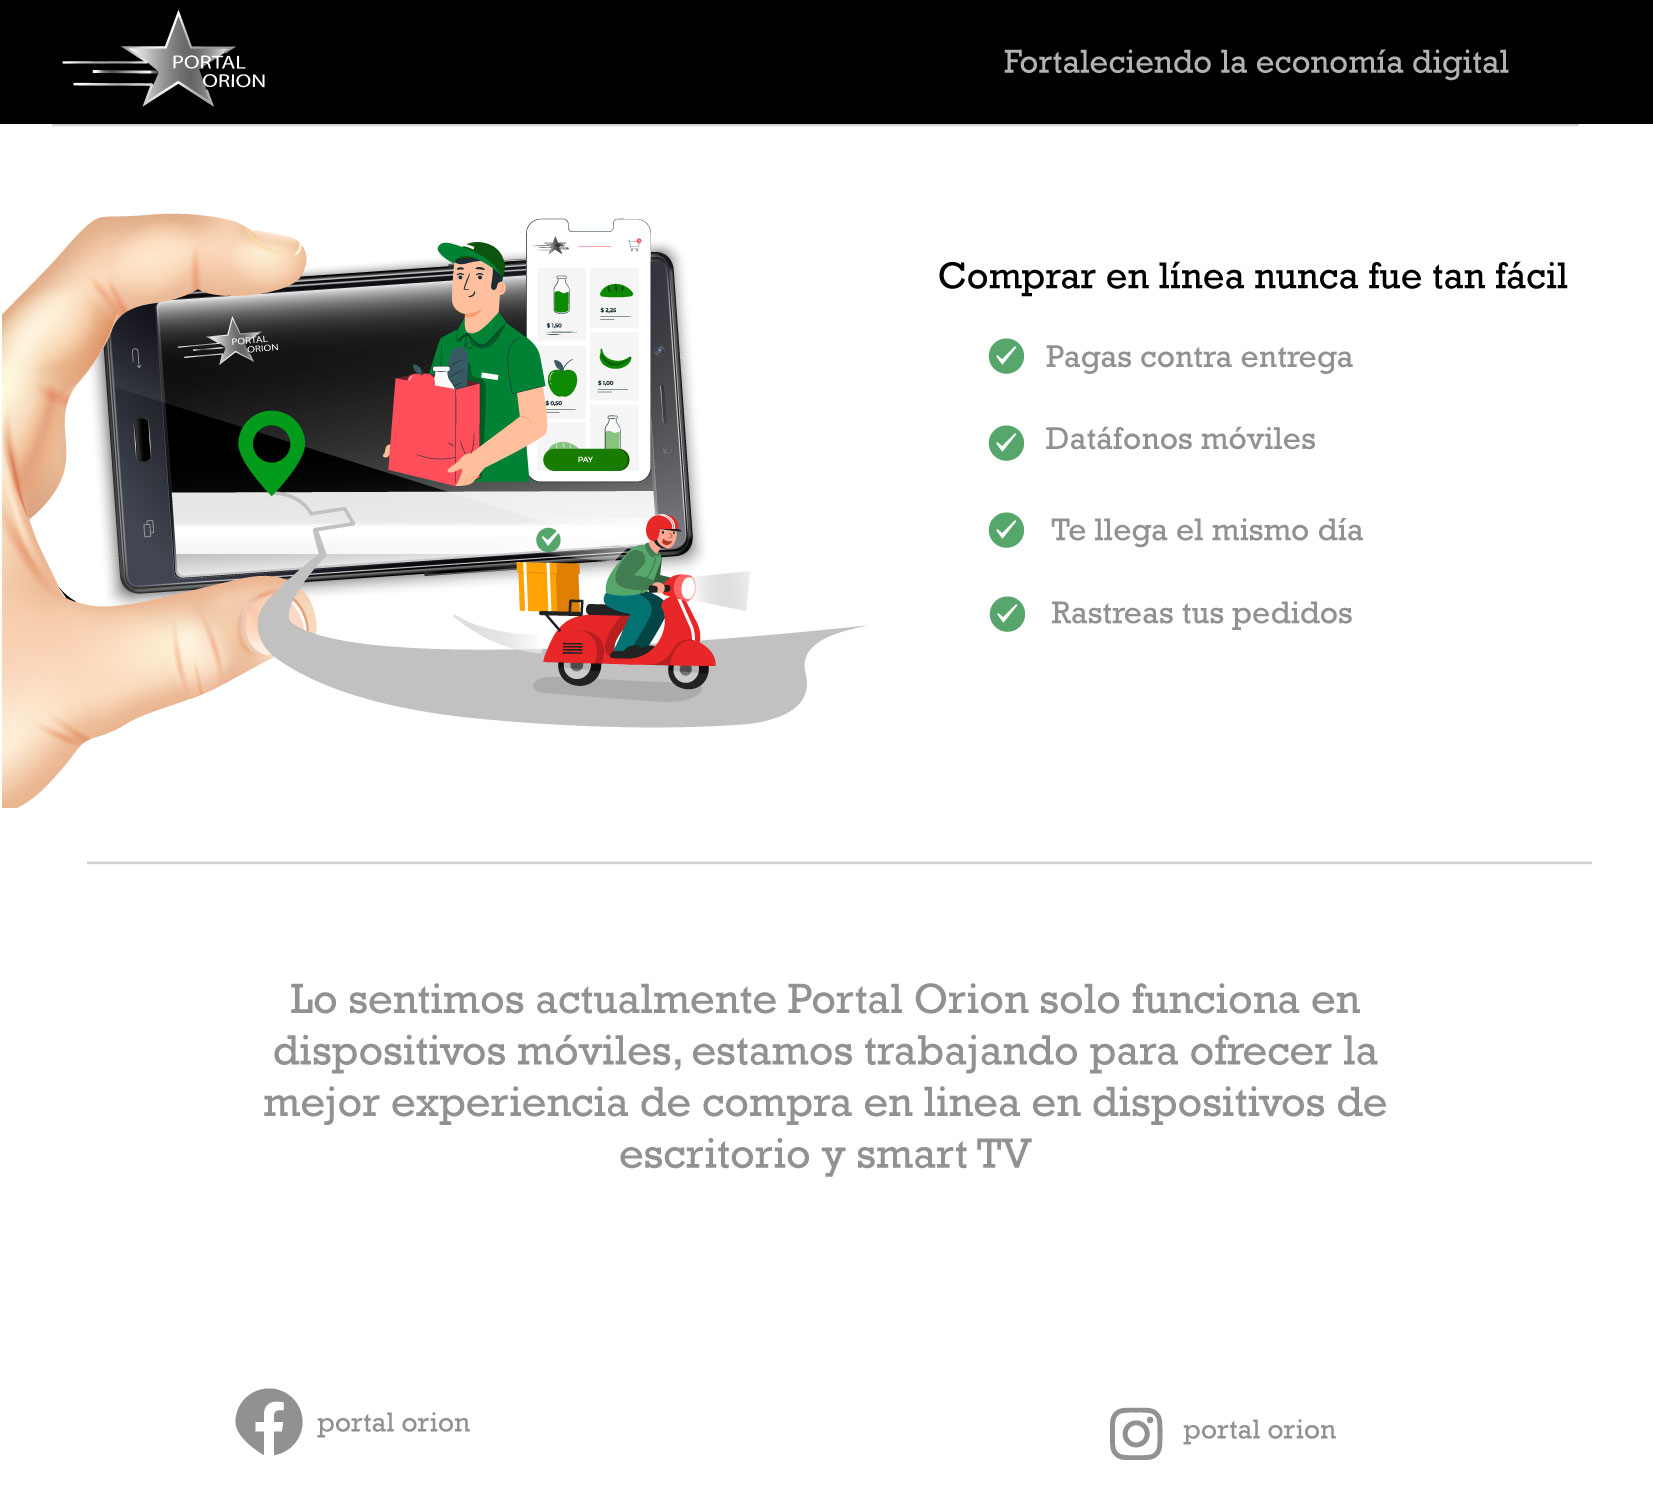 PORTAL
ORION
Fortaleciendo la economía digital
PORTAL
ORION
$ 1,50
$ 2,25
$ 0,50
$ 1,00
PAY
Comprar en línea nunca fue tan fácil
Pagas contra entrega
Datáfonos móviles
Te llega el mismo día
Rastreas tus pedidos
Lo sentimos actualmente Portal Orion solo funciona en
dispositivos móviles, estamos trabajando para ofrecer la
mejor experiencia de compra en linea en dispositivos de
escritorio y smart TV
portal orion
portal orion